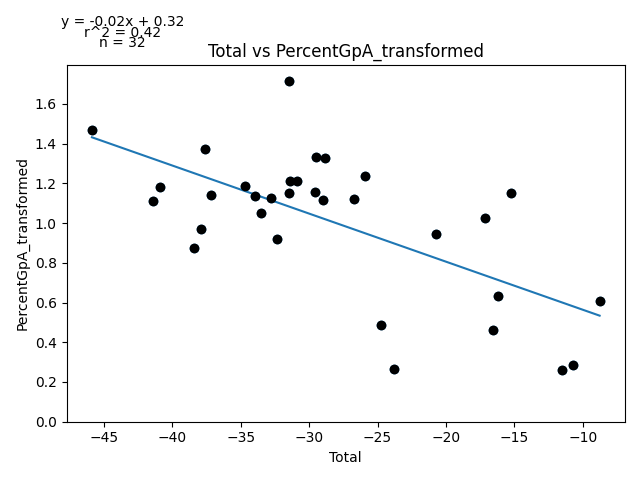 y = -0.02x + 0.32
r^2 = 0.42
n = 32
Total vs PercentGpA_transformed
PercentGpA_transformed
1.6
1.4
1.2
1.0
0.8
0.6
0.4
0.2
0.0
−45 −40 −35 −30 −25 −20 −15 −10
Total